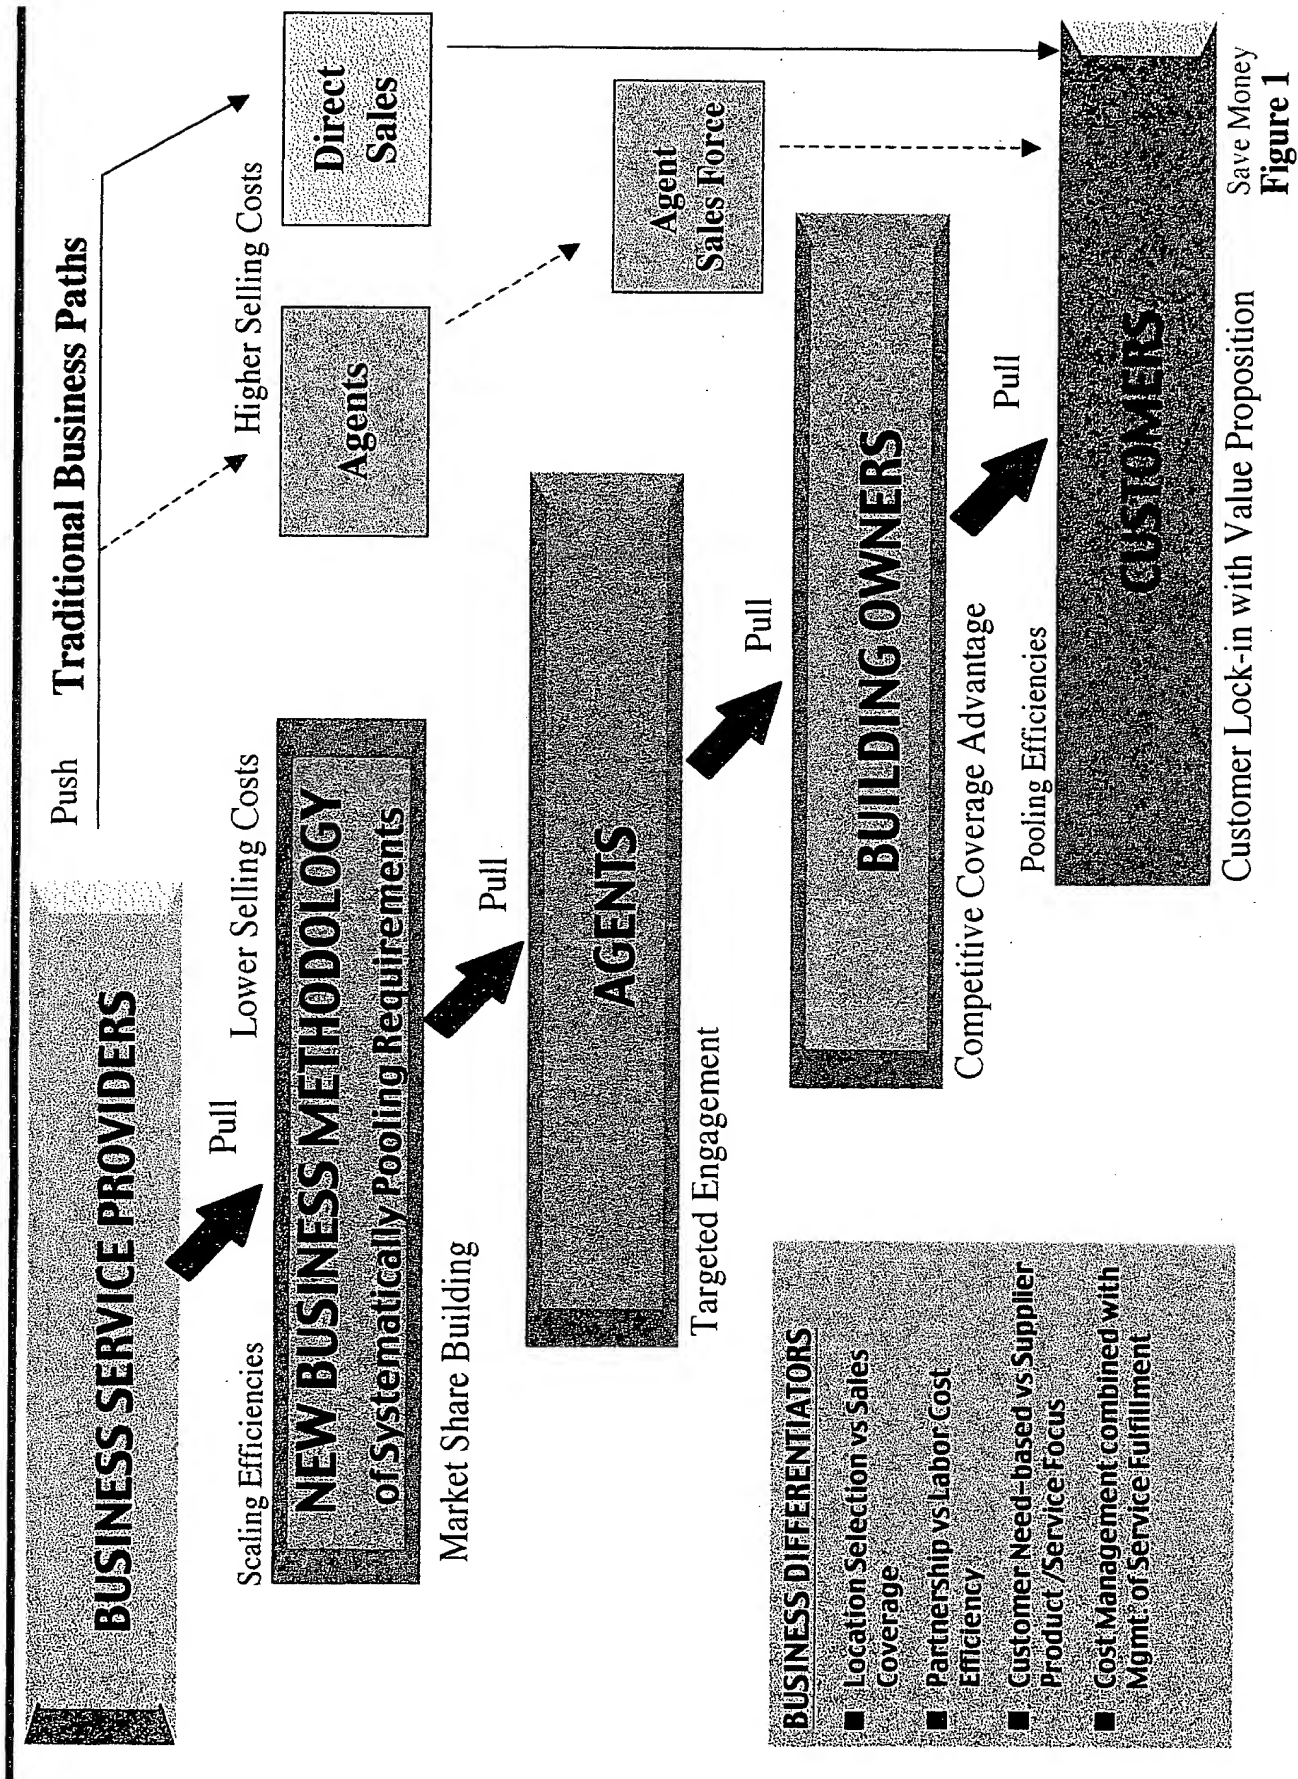 Push Traditional Business Paths
BUSINESS SERVICE PROVIDERS
Pull
Scaling Efficiencies
Lower Selling Costs
Higher Selling Costs
NEW BUSINESS METHODOLOGY
of Systematically Pooling Requirements
Agents
Direct
Sales
Market Share Building
Pull
AGENTS
Agent
Sales Force
Targeted Engagement
Pull
BUILDING OWNERS
Competitive Coverage Advantage
Pull
Pooling Efficiencies
CUSTOMERS
Customer Lock-in with Value Proposition
Save Money
Figure 1
BUSINESS DIFFERENTIATORS
■ Location Selection vs Sales
Coverage
■ Partnership vs Labor Cost
Efficiency
■ Customer Need-based vs Supplier
Product/Service Focus
■ Cost Management combined with
Mgmt. of Service Fulfillment